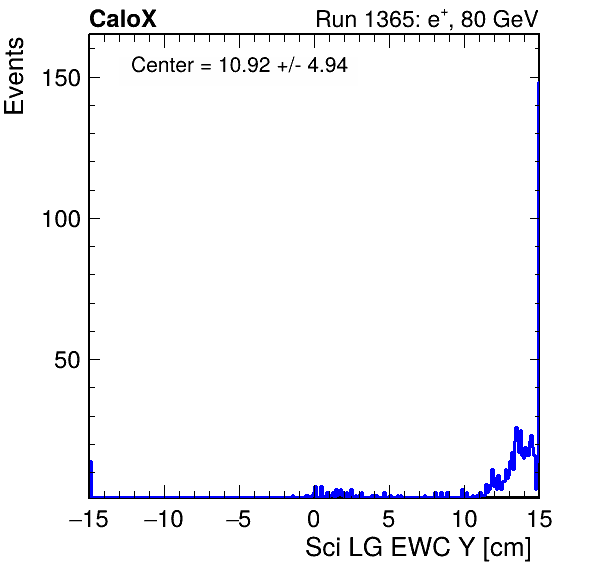 CaloX Run 1365: e⁺, 80 GeV
Center = 10.92 +/- 4.94
Events
150
100
50
−15 −10 −5 0 5 10 15
Sci LG EWC Y [cm]